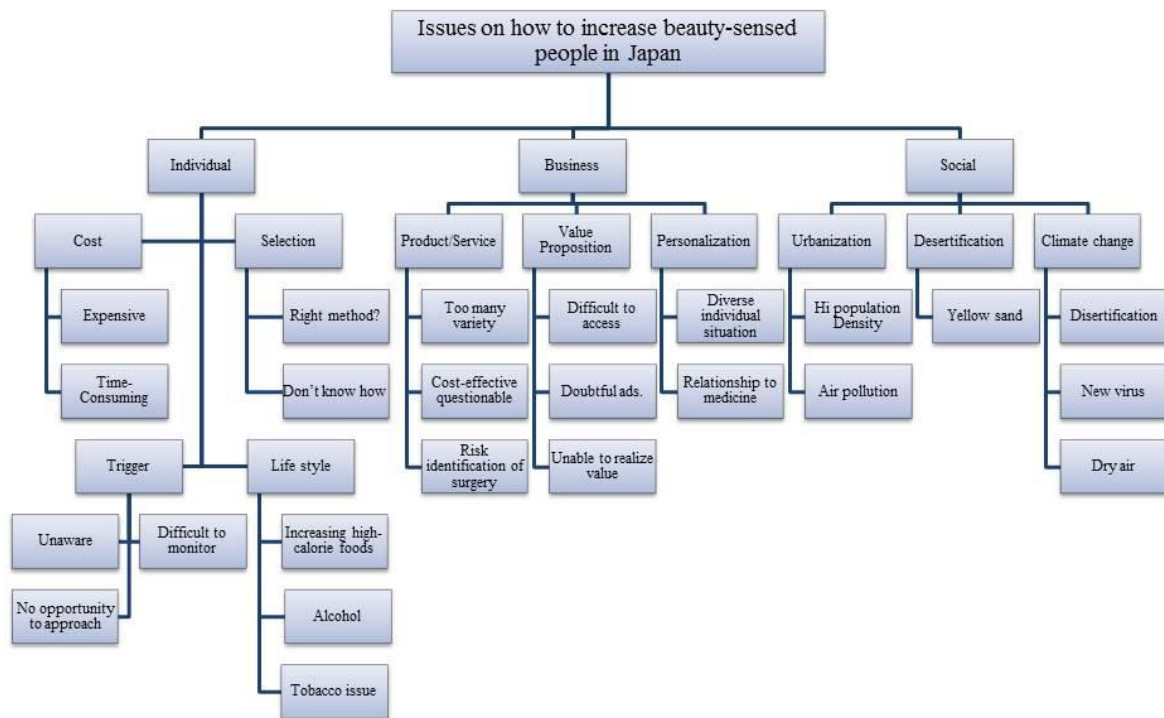 Issues on how to increase beauty-sensed
people in Japan
Individual
Business
Social
Cost
Selection
Product/Service
Value
Proposition
Personalization
Urbanization
Desertification
Climate change
Expensive
Right method?
Too many
variety
Difficult to
access
Diverse
individual
situation
Hi population
Density
Yellow sand
Disertification
Time-
Consuming
Don't know how
Cost-effective
questionable
Doubtful ads.
Relationship to
medicine
Air pollution
New virus
Trigger
Life style
Risk
identification of
surgery
Unable to realize
value
Dry air
Unaware
Difficult to
monitor
Increasing high-
calorie foods
No opportunity
to approach
Alcohol
Tobacco issue